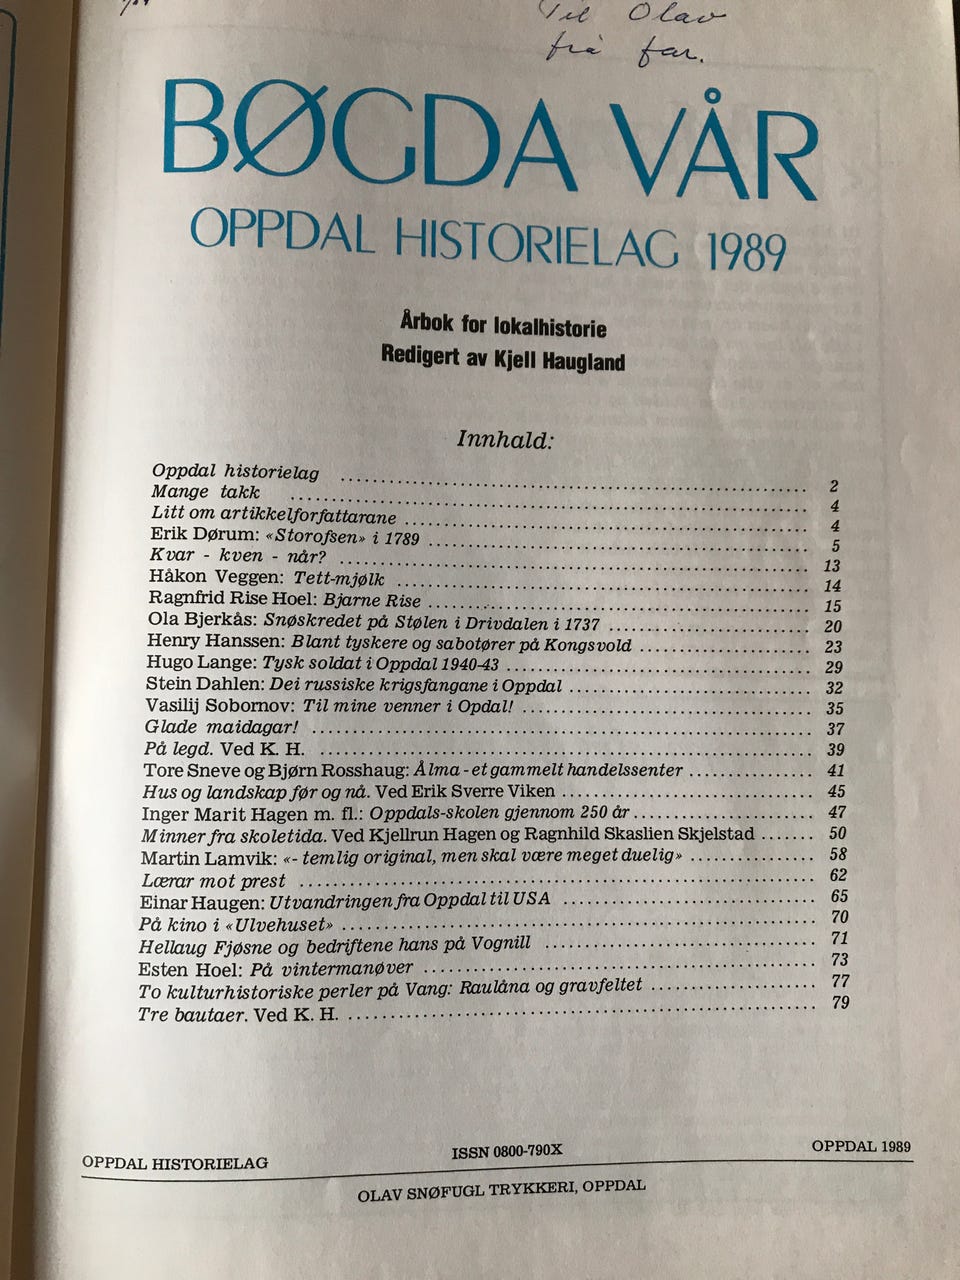 Til Olav
frå far.
BØGDA VÅR
OPPDAL HISTORIELAG 1989
Årbok for lokalhistorie
Redigert av Kjell Haugland
Innhald:
Oppdal historielag ........ 2
Mange takk ........ 4
Litt om artikkelforfattarane ........ 4
Erik Dørum: «Storofsen» i 1789 ........ 5
Kvar - kven - når? ........ 13
Håkon Veggen: Tett-mjølk ........ 14
Ragnfrid Rise Hoel: Bjarne Rise ........ 15
Ola Bjerkås: Snøskredet på Stølen i Drivdalen i 1737 ........ 20
Henry Hanssen: Blant tyskere og sabotører på Kongsvold ........ 23
Hugo Lange: Tysk soldat i Oppdal 1940-43 ........ 29
Stein Dahlen: Dei russiske krigsfangane i Oppdal ........ 32
Vasilij Sobornov: Til mine venner i Opdal! ........ 35
Glade maidagar! ........ 37
På legd. Ved K. H. ........ 39
Tore Sneve og Bjørn Rosshaug: Ålma - et gammelt handelssenter ........ 41
Hus og landskap før og nå. Ved Erik Sverre Viken ........ 45
Inger Marit Hagen m. fl.: Oppdals-skolen gjennom 250 år ........ 47
Minner fra skoletida. Ved Kjellrun Hagen og Ragnhild Skaslien Skjelstad ....... 50
Martin Lamvik: «- temlig original, men skal være meget duelig» ........ 58
Lærar mot prest ........ 62
Einar Haugen: Utvandringen fra Oppdal til USA ........ 65
På kino i «Ulvehuset» ........ 70
Hellaug Fjøsne og bedriftene hans på Vognill ........ 71
Esten Hoel: På vintermanøver ........ 73
To kulturhistoriske perler på Vang: Raulåna og gravfeltet ........ 77
Tre bautaer. Ved K. H. ........ 79
OPPDAL HISTORIELAG
ISSN 0800-790X
OPPDAL 1989
OLAV SNØFUGL TRYKKERI, OPPDAL